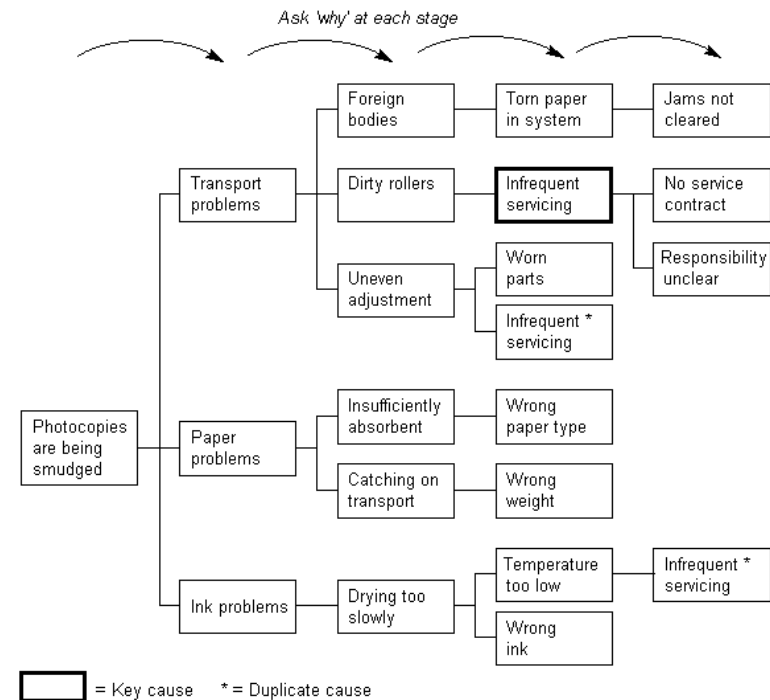 Ask 'why' at each stage
Foreign
bodies
Torn paper
in system
Jams not
cleared
Transport
problems
Dirty rollers
Infrequent
servicing
No service
contract
Uneven
adjustment
Worn
parts
Responsibility
unclear
Infrequent *
servicing
Photocopies
are being
smudged
Paper
problems
Insufficiently
absorbent
Wrong
paper type
Catching on
transport
Wrong
weight
Ink problems
Drying too
slowly
Temperature
too low
Infrequent *
servicing
Wrong
ink
= Key cause * = Duplicate cause